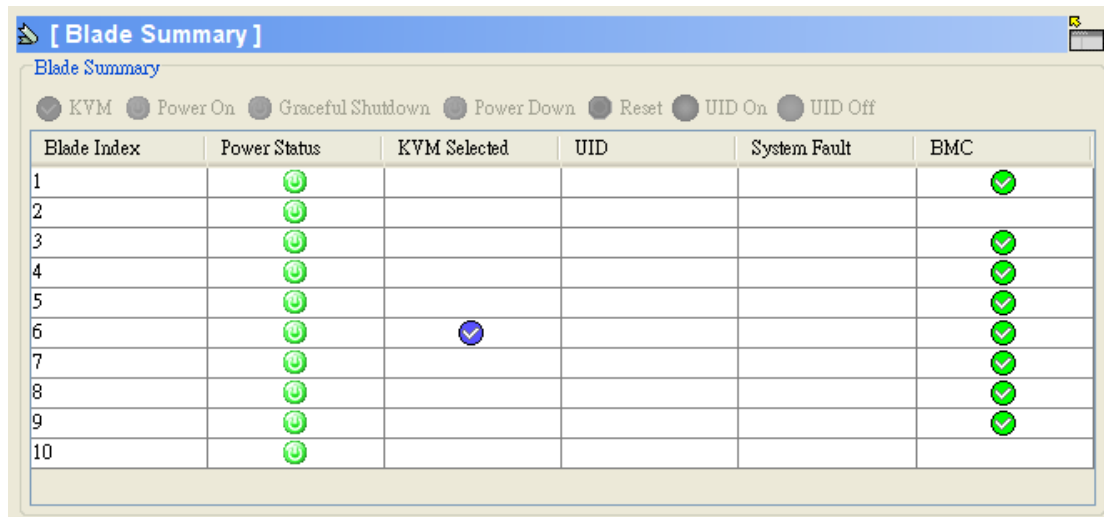 [ Blade Summary ]
Blade Summary
KVM Power On Graceful Shutdown Power Down Reset UID On UID Off
Blade Index Power Status KVM Selected UID System Fault BMC
1
2
3
4
5
6
7
8
9
10